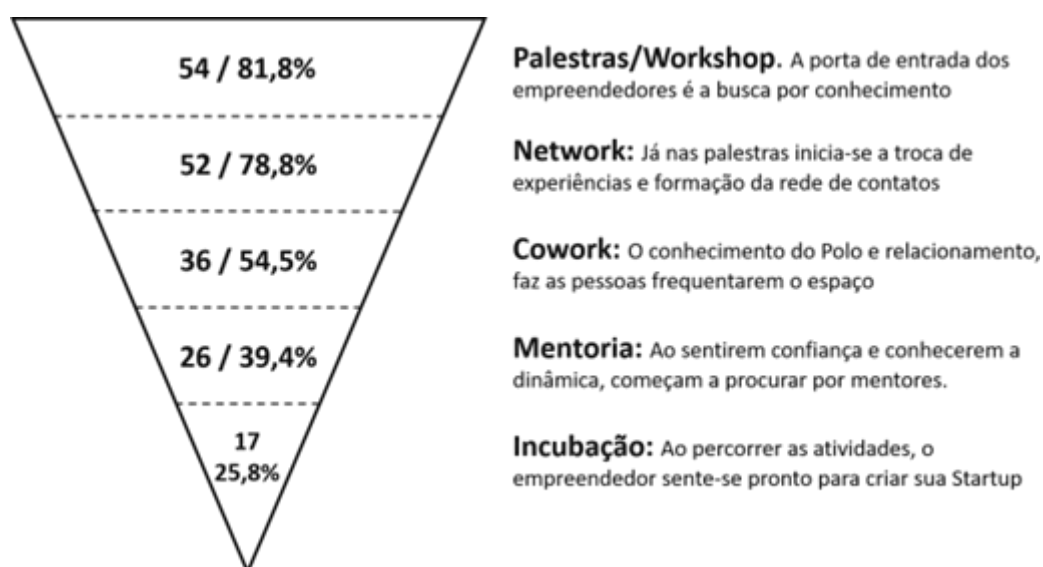 54 / 81,8%
Palestras/Workshop. A porta de entrada dos
empreendedores é a busca por conhecimento
52 / 78,8%
Network: Já nas palestras inicia-se a troca de
experiências e formação da rede de contatos
36 / 54,5%
Cowork: O conhecimento do Polo e relacionamento,
faz as pessoas frequentarem o espaço
26 / 39,4%
Mentoria: Ao sentirem confiança e conhecerem a
dinâmica, começam a procurar por mentores.
17
25,8%
Incubação: Ao percorrer as atividades, o
empreendedor sente-se pronto para criar sua Startup